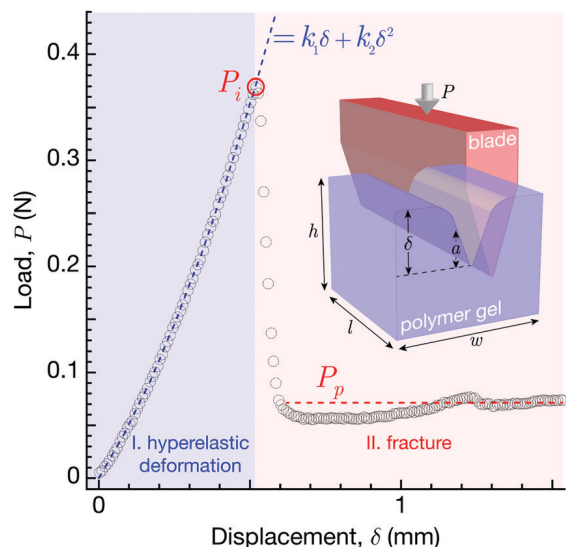 0.4
0.3
0.2
0.1
0
Load, P (N)
= k₁δ + k₂δ²
Pᵢ
P
blade
h
δ
a
polymer gel
l
w
Pₚ
I. hyperelastic
deformation
II. fracture
0
1
Displacement, δ (mm)